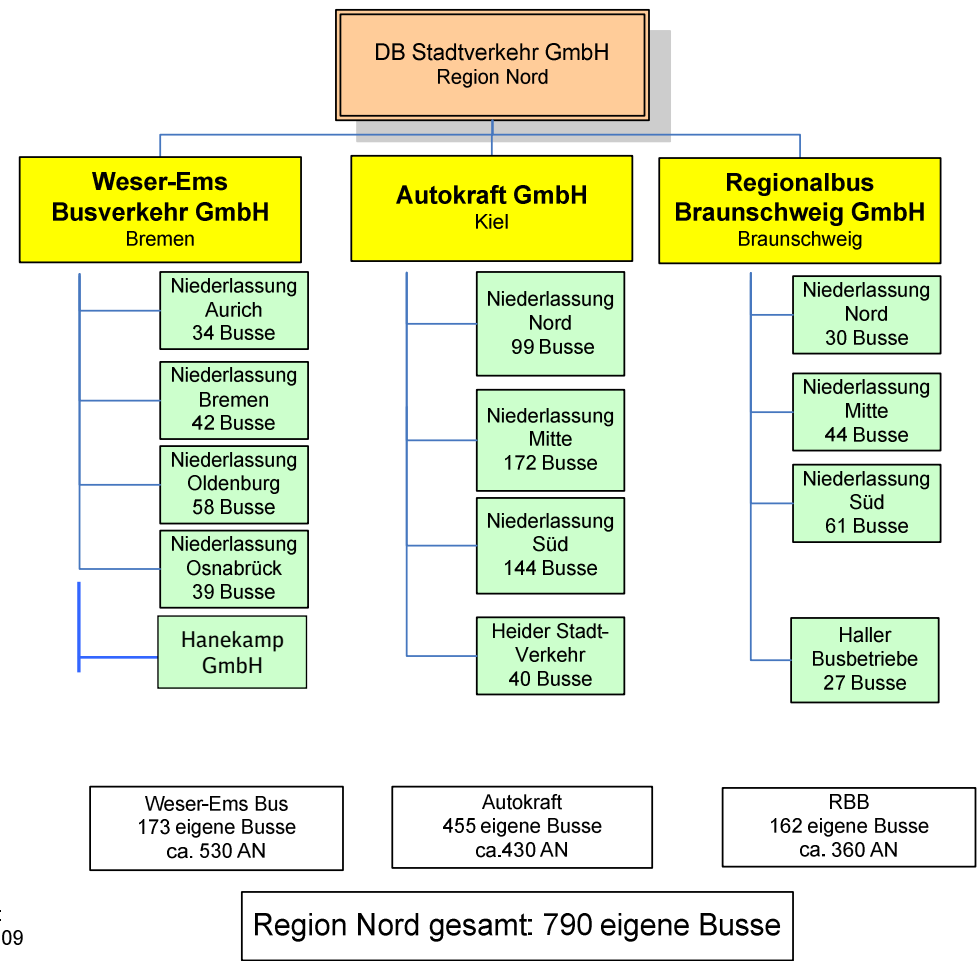 DB Stadtverkehr GmbH
Region Nord
Weser-Ems
Busverkehr GmbH
Bremen
Niederlassung
Aurich
34 Busse
Niederlassung
Bremen
42 Busse
Niederlassung
Oldenburg
58 Busse
Niederlassung
Osnabrück
39 Busse
Hanekamp
GmbH
Autokraft GmbH
Kiel
Niederlassung
Nord
99 Busse
Niederlassung
Mitte
172 Busse
Niederlassung
Süd
144 Busse
Heider Stadt-
Verkehr
40 Busse
Regionalbus
Braunschweig GmbH
Braunschweig
Niederlassung
Nord
30 Busse
Niederlassung
Mitte
44 Busse
Niederlassung
Süd
61 Busse
Haller
Busbetriebe
27 Busse
Weser-Ems Bus
173 eigene Busse
ca. 530 AN
Autokraft
455 eigene Busse
ca.430 AN
RBB
162 eigene Busse
ca. 360 AN
Region Nord gesamt: 790 eigene Busse
:
09